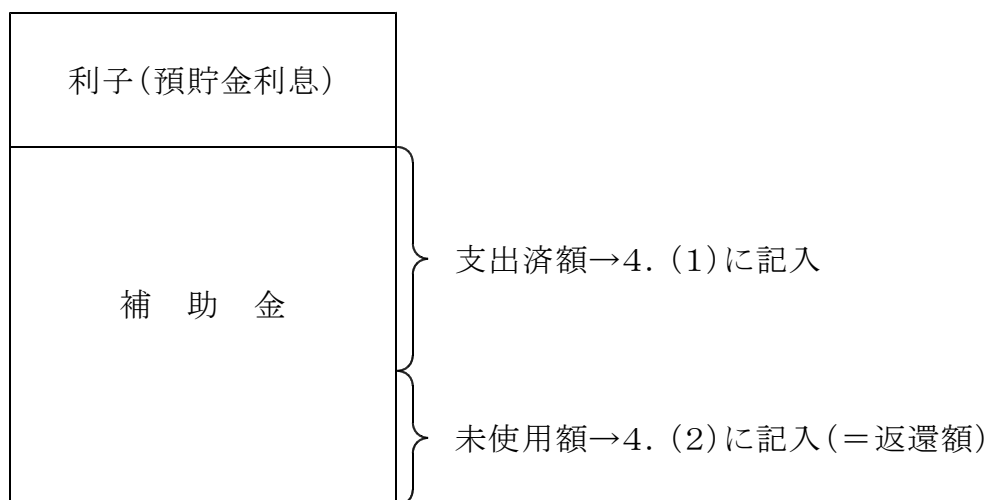 利子(預貯金利息)
支出済額→4.(1)に記入
補　助　金
未使用額→4.(2)に記入(=返還額)